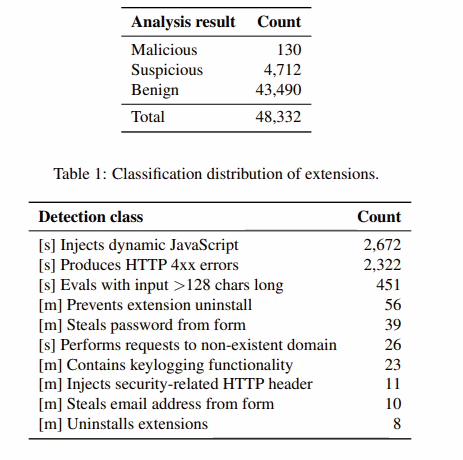 Analysis result Count
Malicious 130
Suspicious 4,712
Benign 43,490
Total 48,332
Table 1: Classification distribution of extensions.
Detection class Count
[s] Injects dynamic JavaScript 2,672
[s] Produces HTTP 4xx errors 2,322
[s] Evals with input >128 chars long 451
[m] Prevents extension uninstall 56
[m] Steals password from form 39
[s] Performs requests to non-existent domain 26
[m] Contains keylogging functionality 23
[m] Injects security-related HTTP header 11
[m] Steals email address from form 10
[m] Uninstalls extensions 8